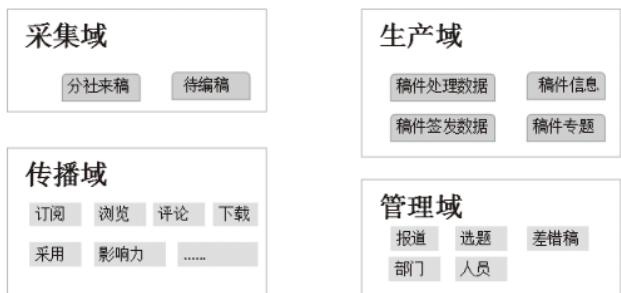 采集域
分社来稿 待编稿
生产域
稿件处理数据 稿件信息
稿件签发数据 稿件专题
传播域
订阅 浏览 评论 下载
采用 影响力 ......
管理域
报道 选题 差错稿
部门 人员